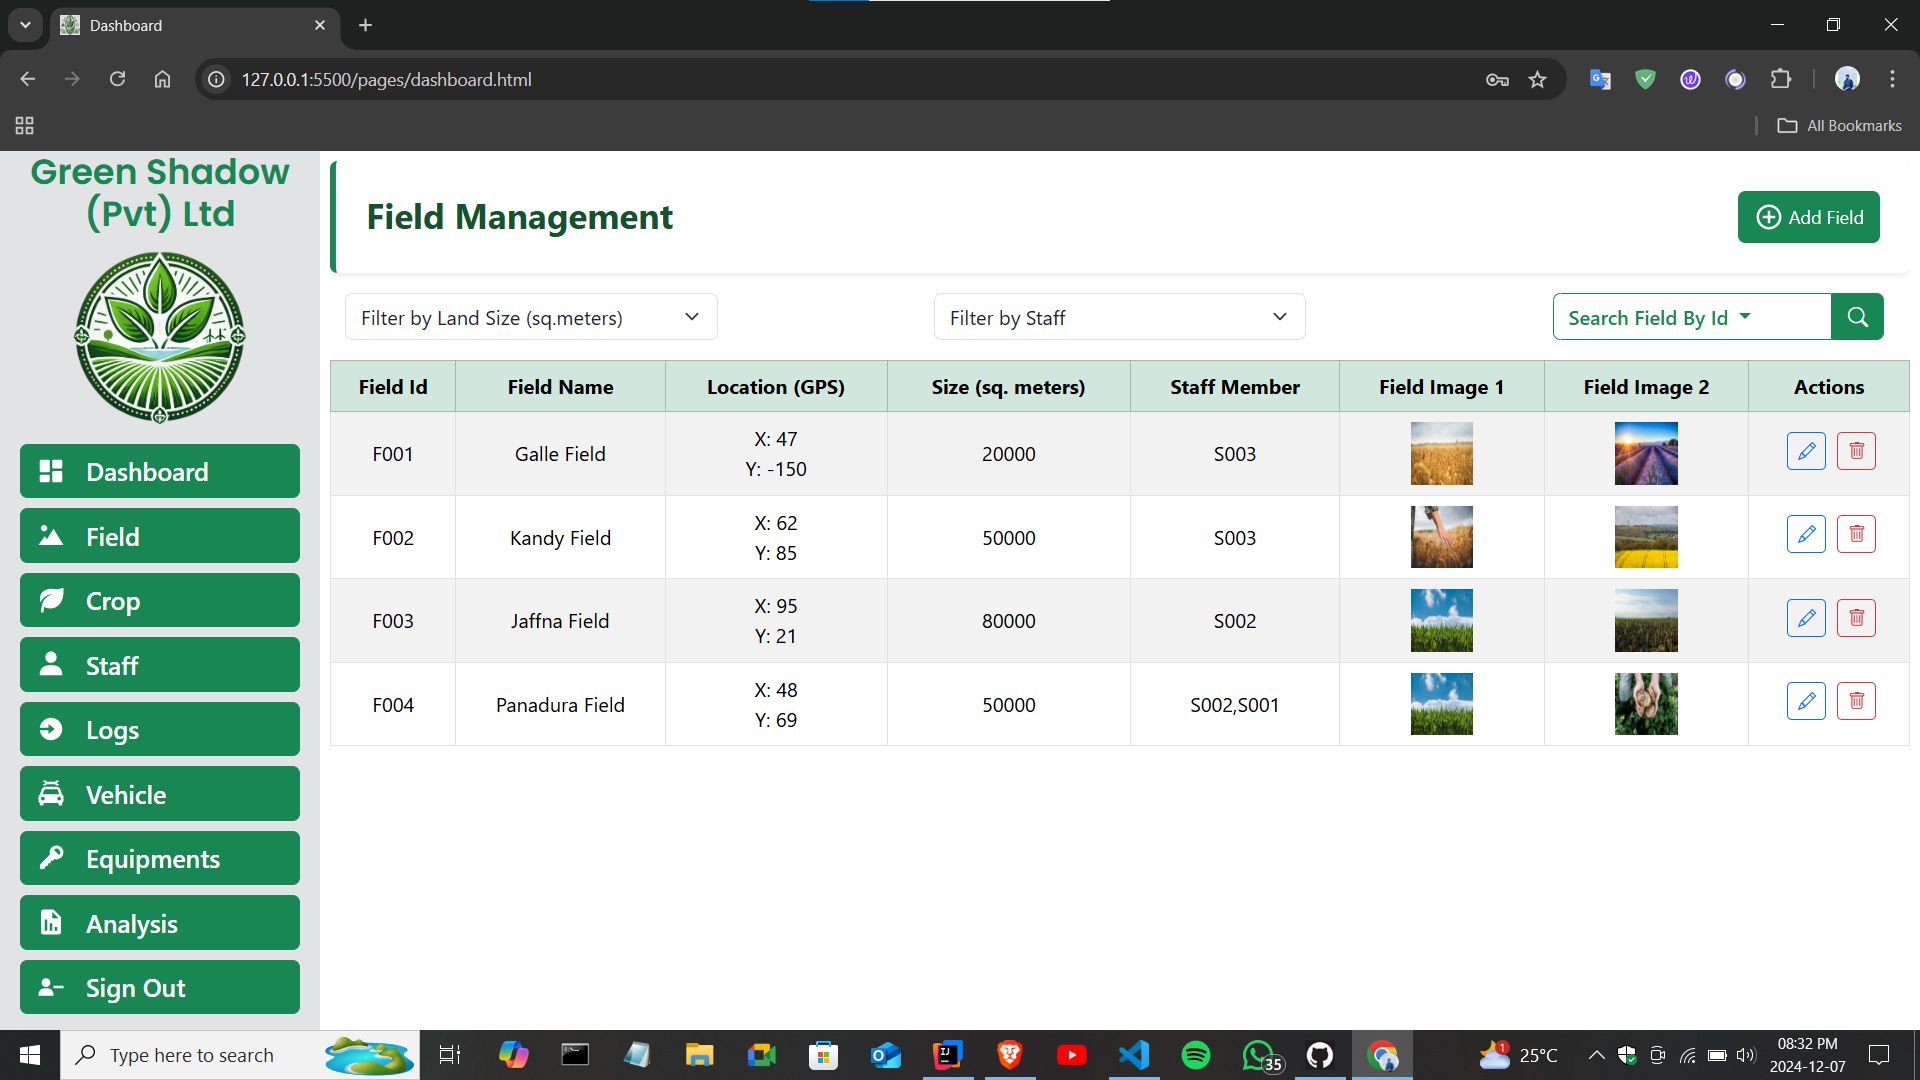 Dashboard
127.0.0.1:5500/pages/dashboard.html
All Bookmarks
Green Shadow
(Pvt) Ltd
Dashboard
Field
Crop
Staff
Logs
Vehicle
Equipments
Analysis
Sign Out
Field Management
Add Field
Filter by Land Size (sq.meters)
Filter by Staff
Search Field By Id
Field Id Field Name Location (GPS) Size (sq. meters) Staff Member Field Image 1 Field Image 2 Actions
F001 Galle Field X: 47 20000 S003
Y: -150
F002 Kandy Field X: 62 50000 S003
Y: 85
F003 Jaffna Field X: 95 80000 S002
Y: 21
F004 Panadura Field X: 48 50000 S002,S001
Y: 69
Type here to search
35
1
25°C
08:32 PM
2024-12-07